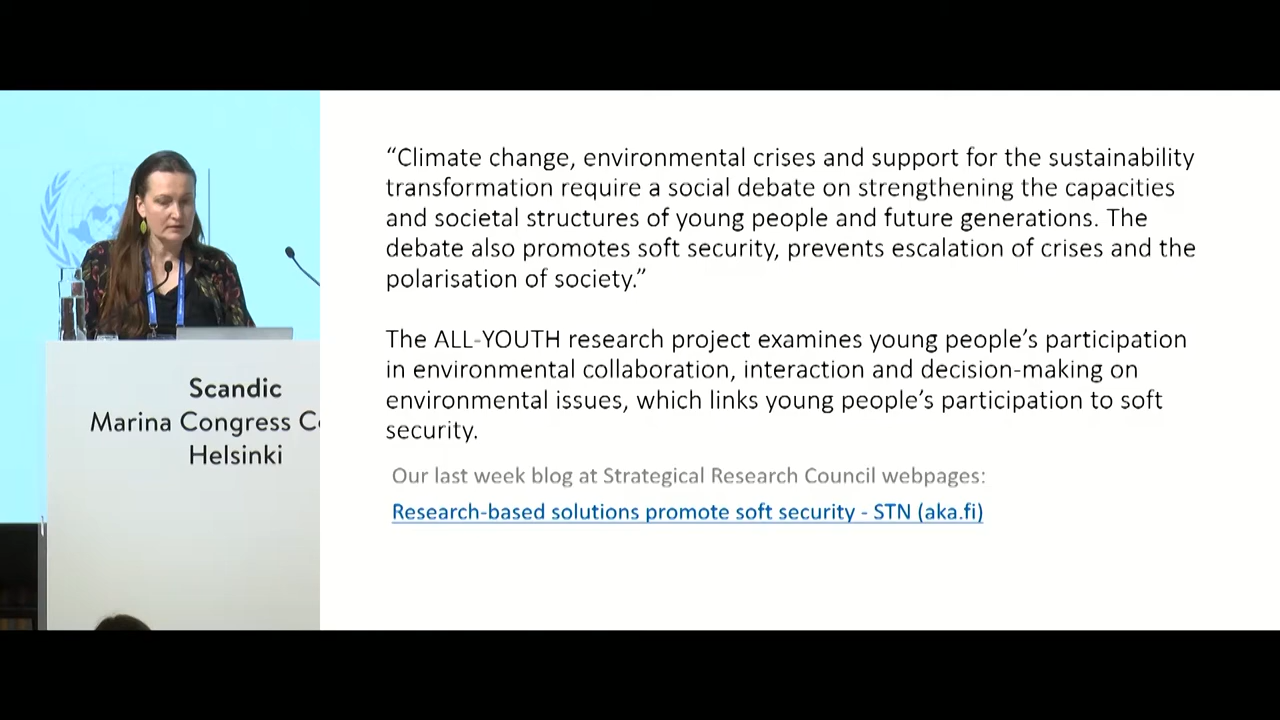 Scandic
Marina Congress C
Helsinki
“Climate change, environmental crises and support for the sustainability
transformation require a social debate on strengthening the capacities
and societal structures of young people and future generations. The
debate also promotes soft security, prevents escalation of crises and the
polarisation of society.”
The ALL-YOUTH research project examines young people’s participation
in environmental collaboration, interaction and decision-making on
environmental issues, which links young people’s participation to soft
security.
Our last week blog at Strategical Research Council webpages:
Research-based solutions promote soft security - STN (aka.fi)